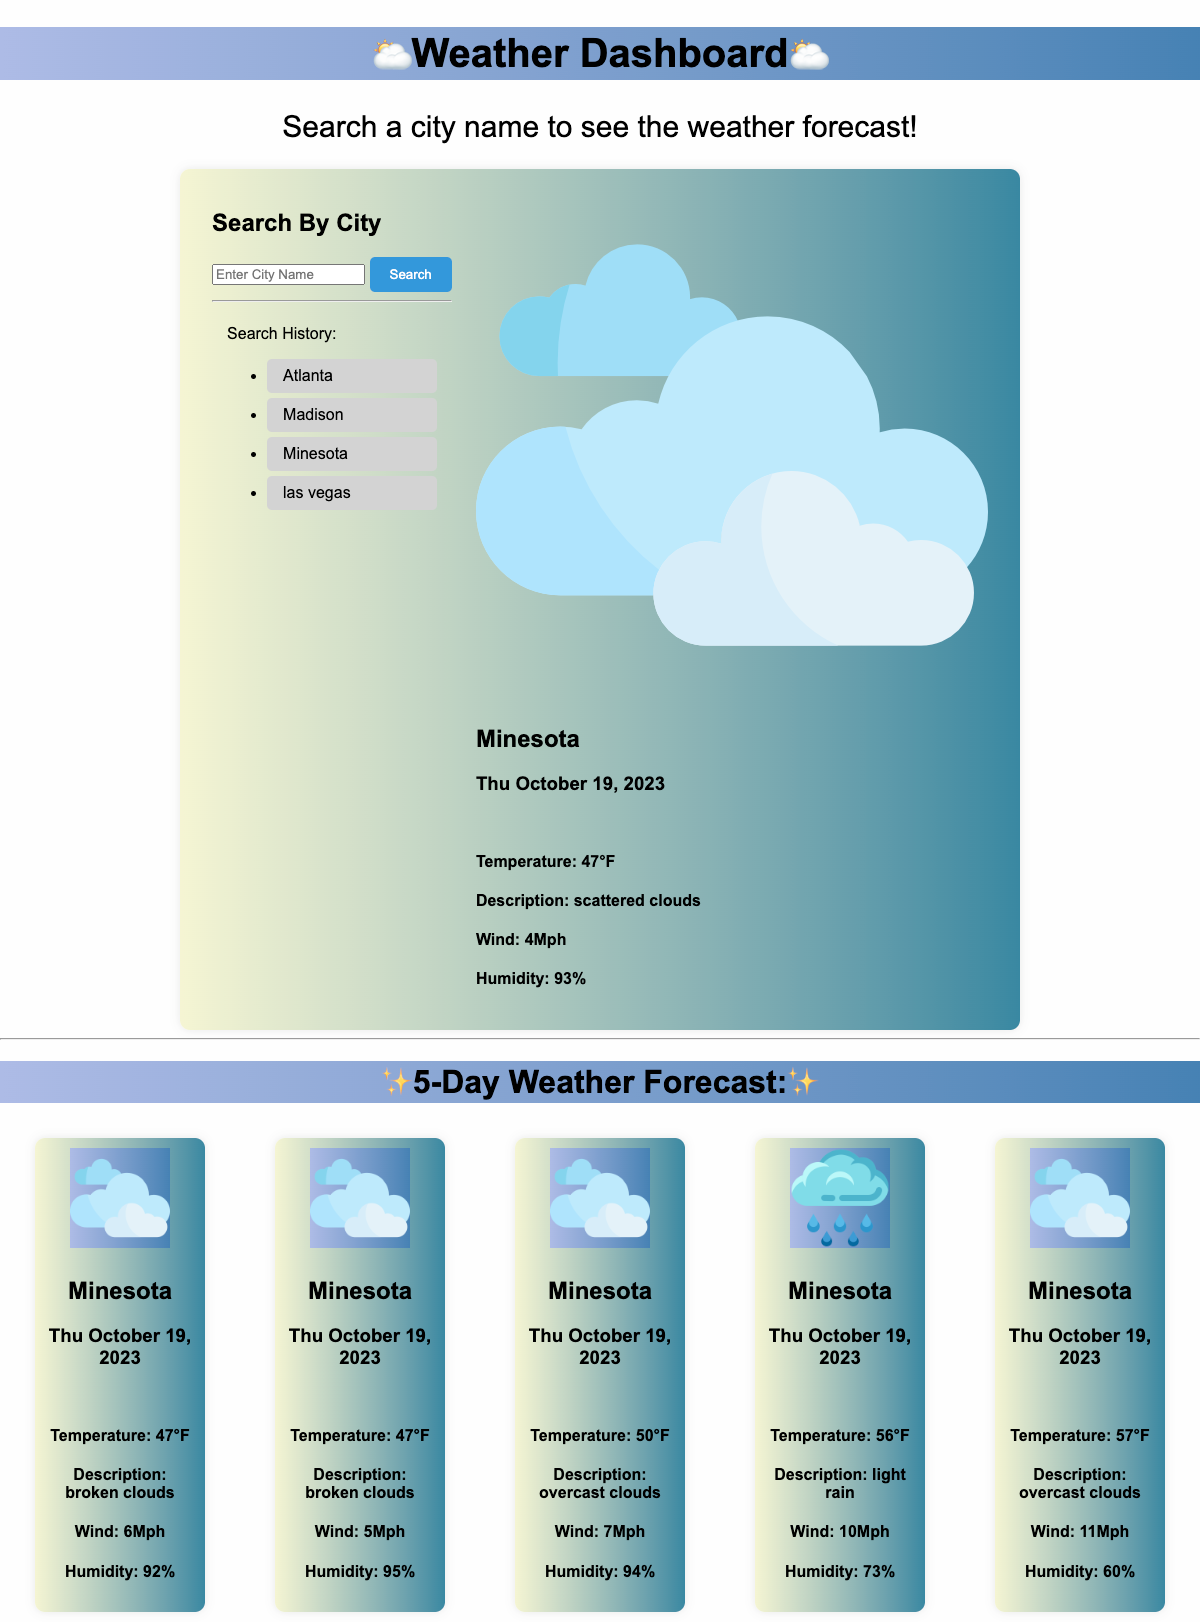 🌥️Weather Dashboard🌥️
Search a city name to see the weather forecast!
Search By City
Enter City Name
Search
Search History:
Atlanta
Madison
Minesota
las vegas
Minesota
Thu October 19, 2023
Temperature: 47°F
Description: scattered clouds
Wind: 4Mph
Humidity: 93%
✨5-Day Weather Forecast:✨
Minesota
Thu October 19,
2023
Temperature: 47°F
Description:
broken clouds
Wind: 6Mph
Humidity: 92%
Minesota
Thu October 19,
2023
Temperature: 47°F
Description:
broken clouds
Wind: 5Mph
Humidity: 95%
Minesota
Thu October 19,
2023
Temperature: 50°F
Description:
overcast clouds
Wind: 7Mph
Humidity: 94%
Minesota
Thu October 19,
2023
Temperature: 56°F
Description: light
rain
Wind: 10Mph
Humidity: 73%
Minesota
Thu October 19,
2023
Temperature: 57°F
Description:
overcast clouds
Wind: 11Mph
Humidity: 60%